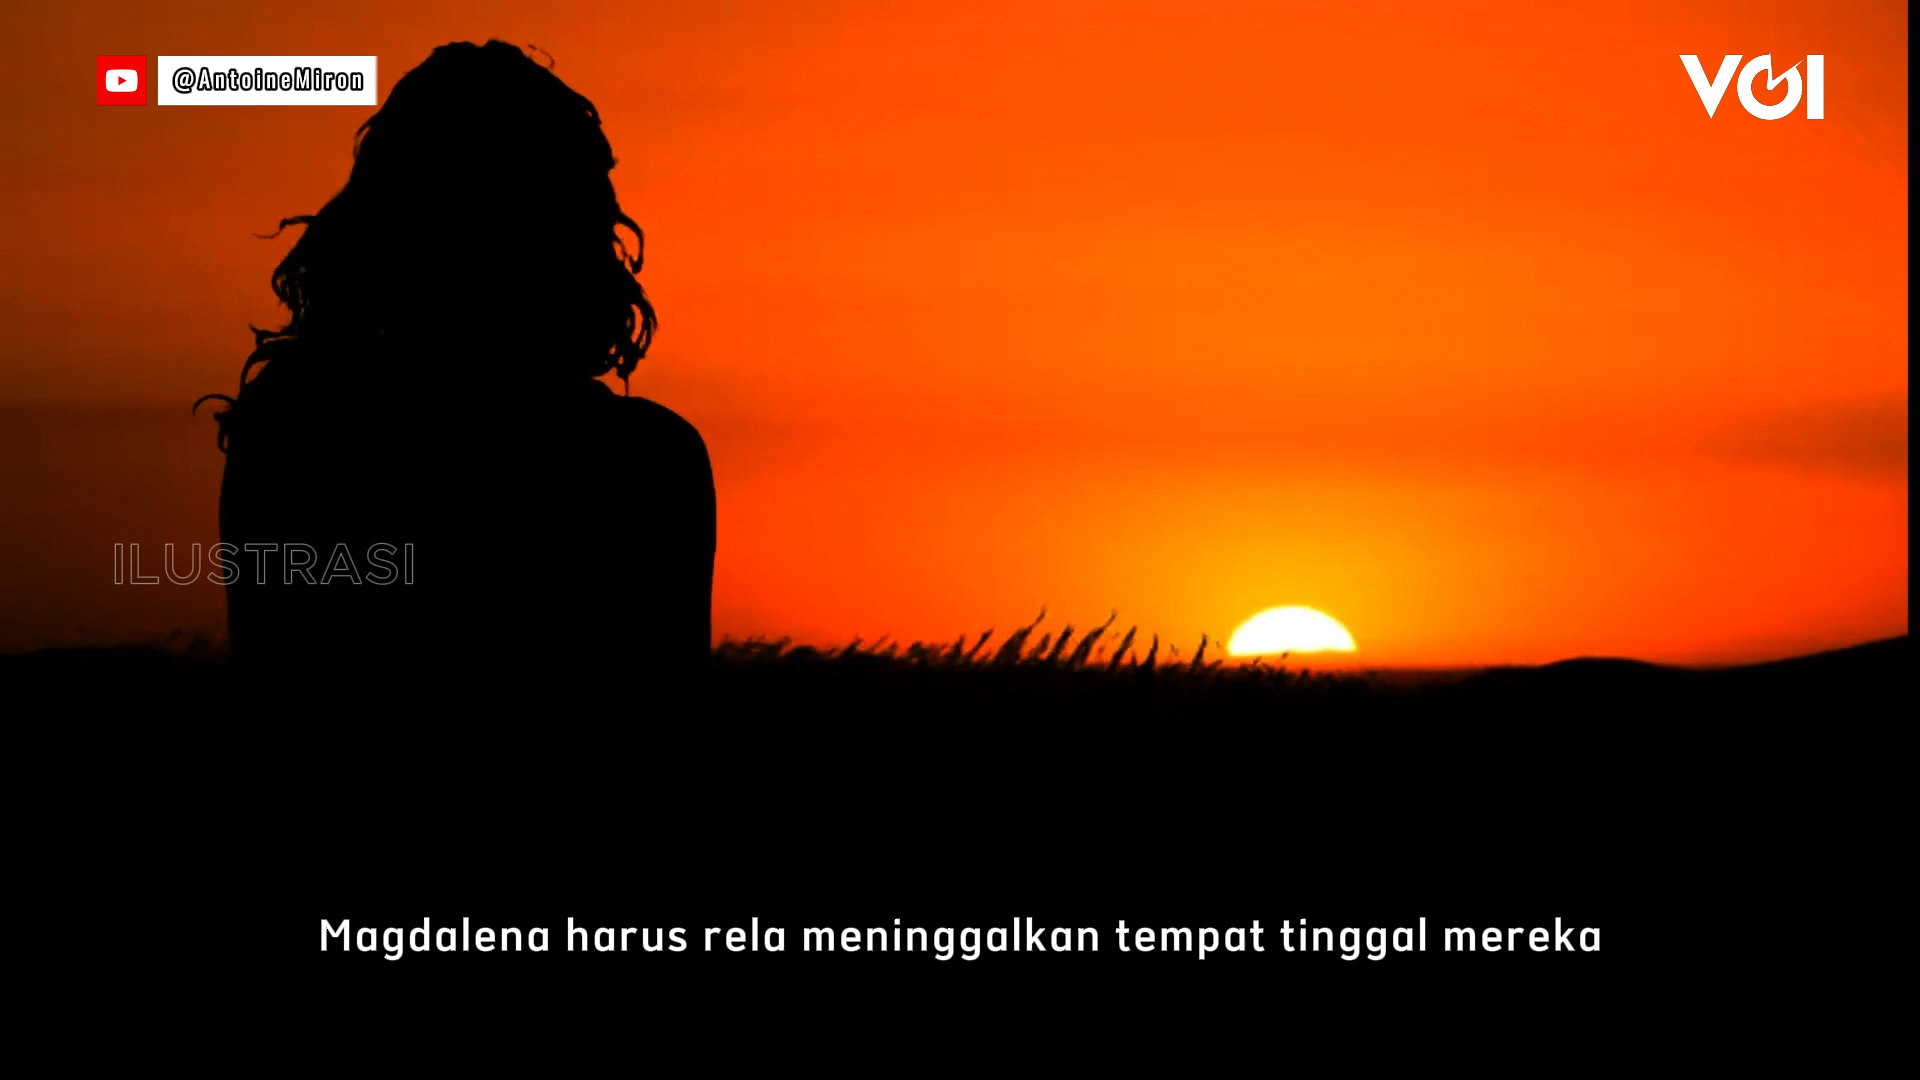 @AntoineMiron
VOI
ILUSTRASI
Magdalena harus rela meninggalkan tempat tinggal mereka